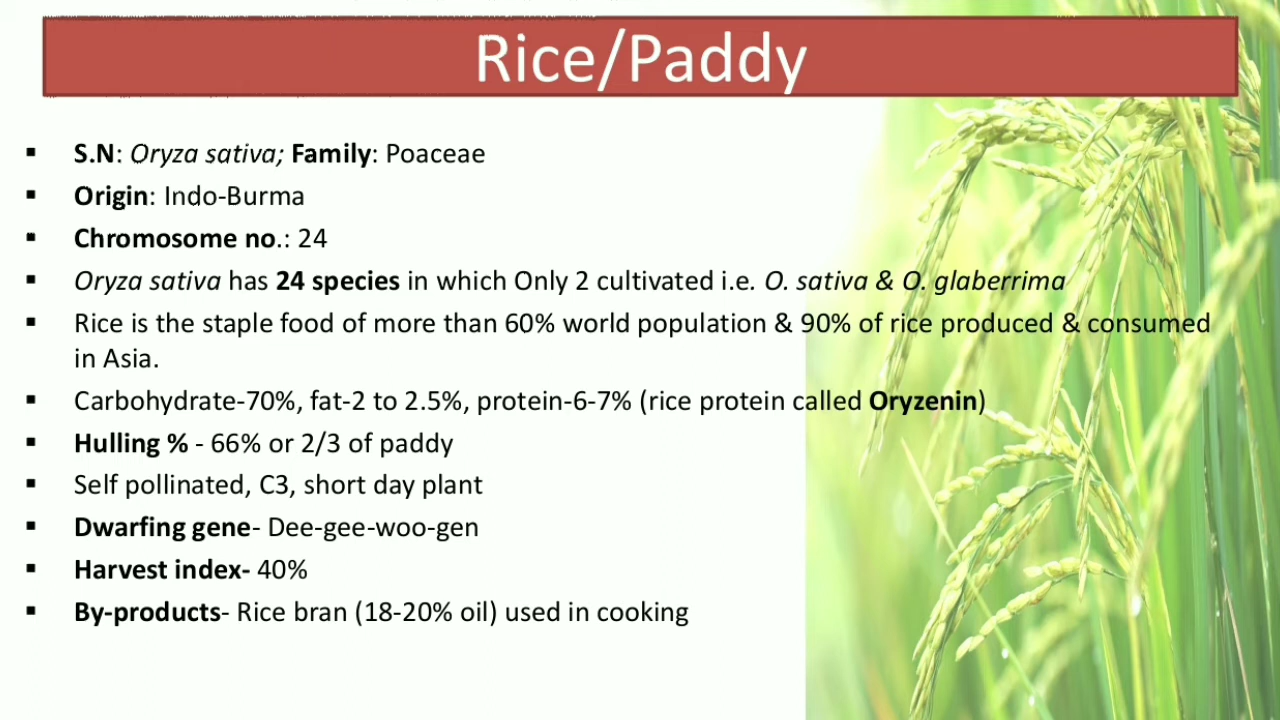 Rice/Paddy
▪ S.N: Oryza sativa; Family: Poaceae
▪ Origin: Indo-Burma
▪ Chromosome no.: 24
▪ Oryza sativa has 24 species in which Only 2 cultivated i.e. O. sativa & O. glaberrima
▪ Rice is the staple food of more than 60% world population & 90% of rice produced & consumed
in Asia.
▪ Carbohydrate-70%, fat-2 to 2.5%, protein-6-7% (rice protein called Oryzenin)
▪ Hulling % - 66% or 2/3 of paddy
▪ Self pollinated, C3, short day plant
▪ Dwarfing gene- Dee-gee-woo-gen
▪ Harvest index- 40%
▪ By-products- Rice bran (18-20% oil) used in cooking